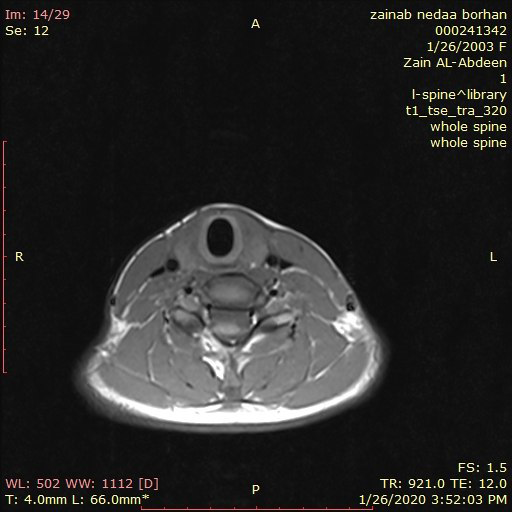 Im: 14/29
Se: 12
A
zainab nedaa borhan
000241342
1/26/2003 F
Zain AL-Abdeen
1
l-spine^library
t1_tse_tra_320
whole spine
whole spine
R
L
WL: 502 WW: 1112 [D]
T: 4.0mm L: 66.0mm*
P
FS: 1.5
TR: 921.0 TE: 12.0
1/26/2020 3:52:03 PM